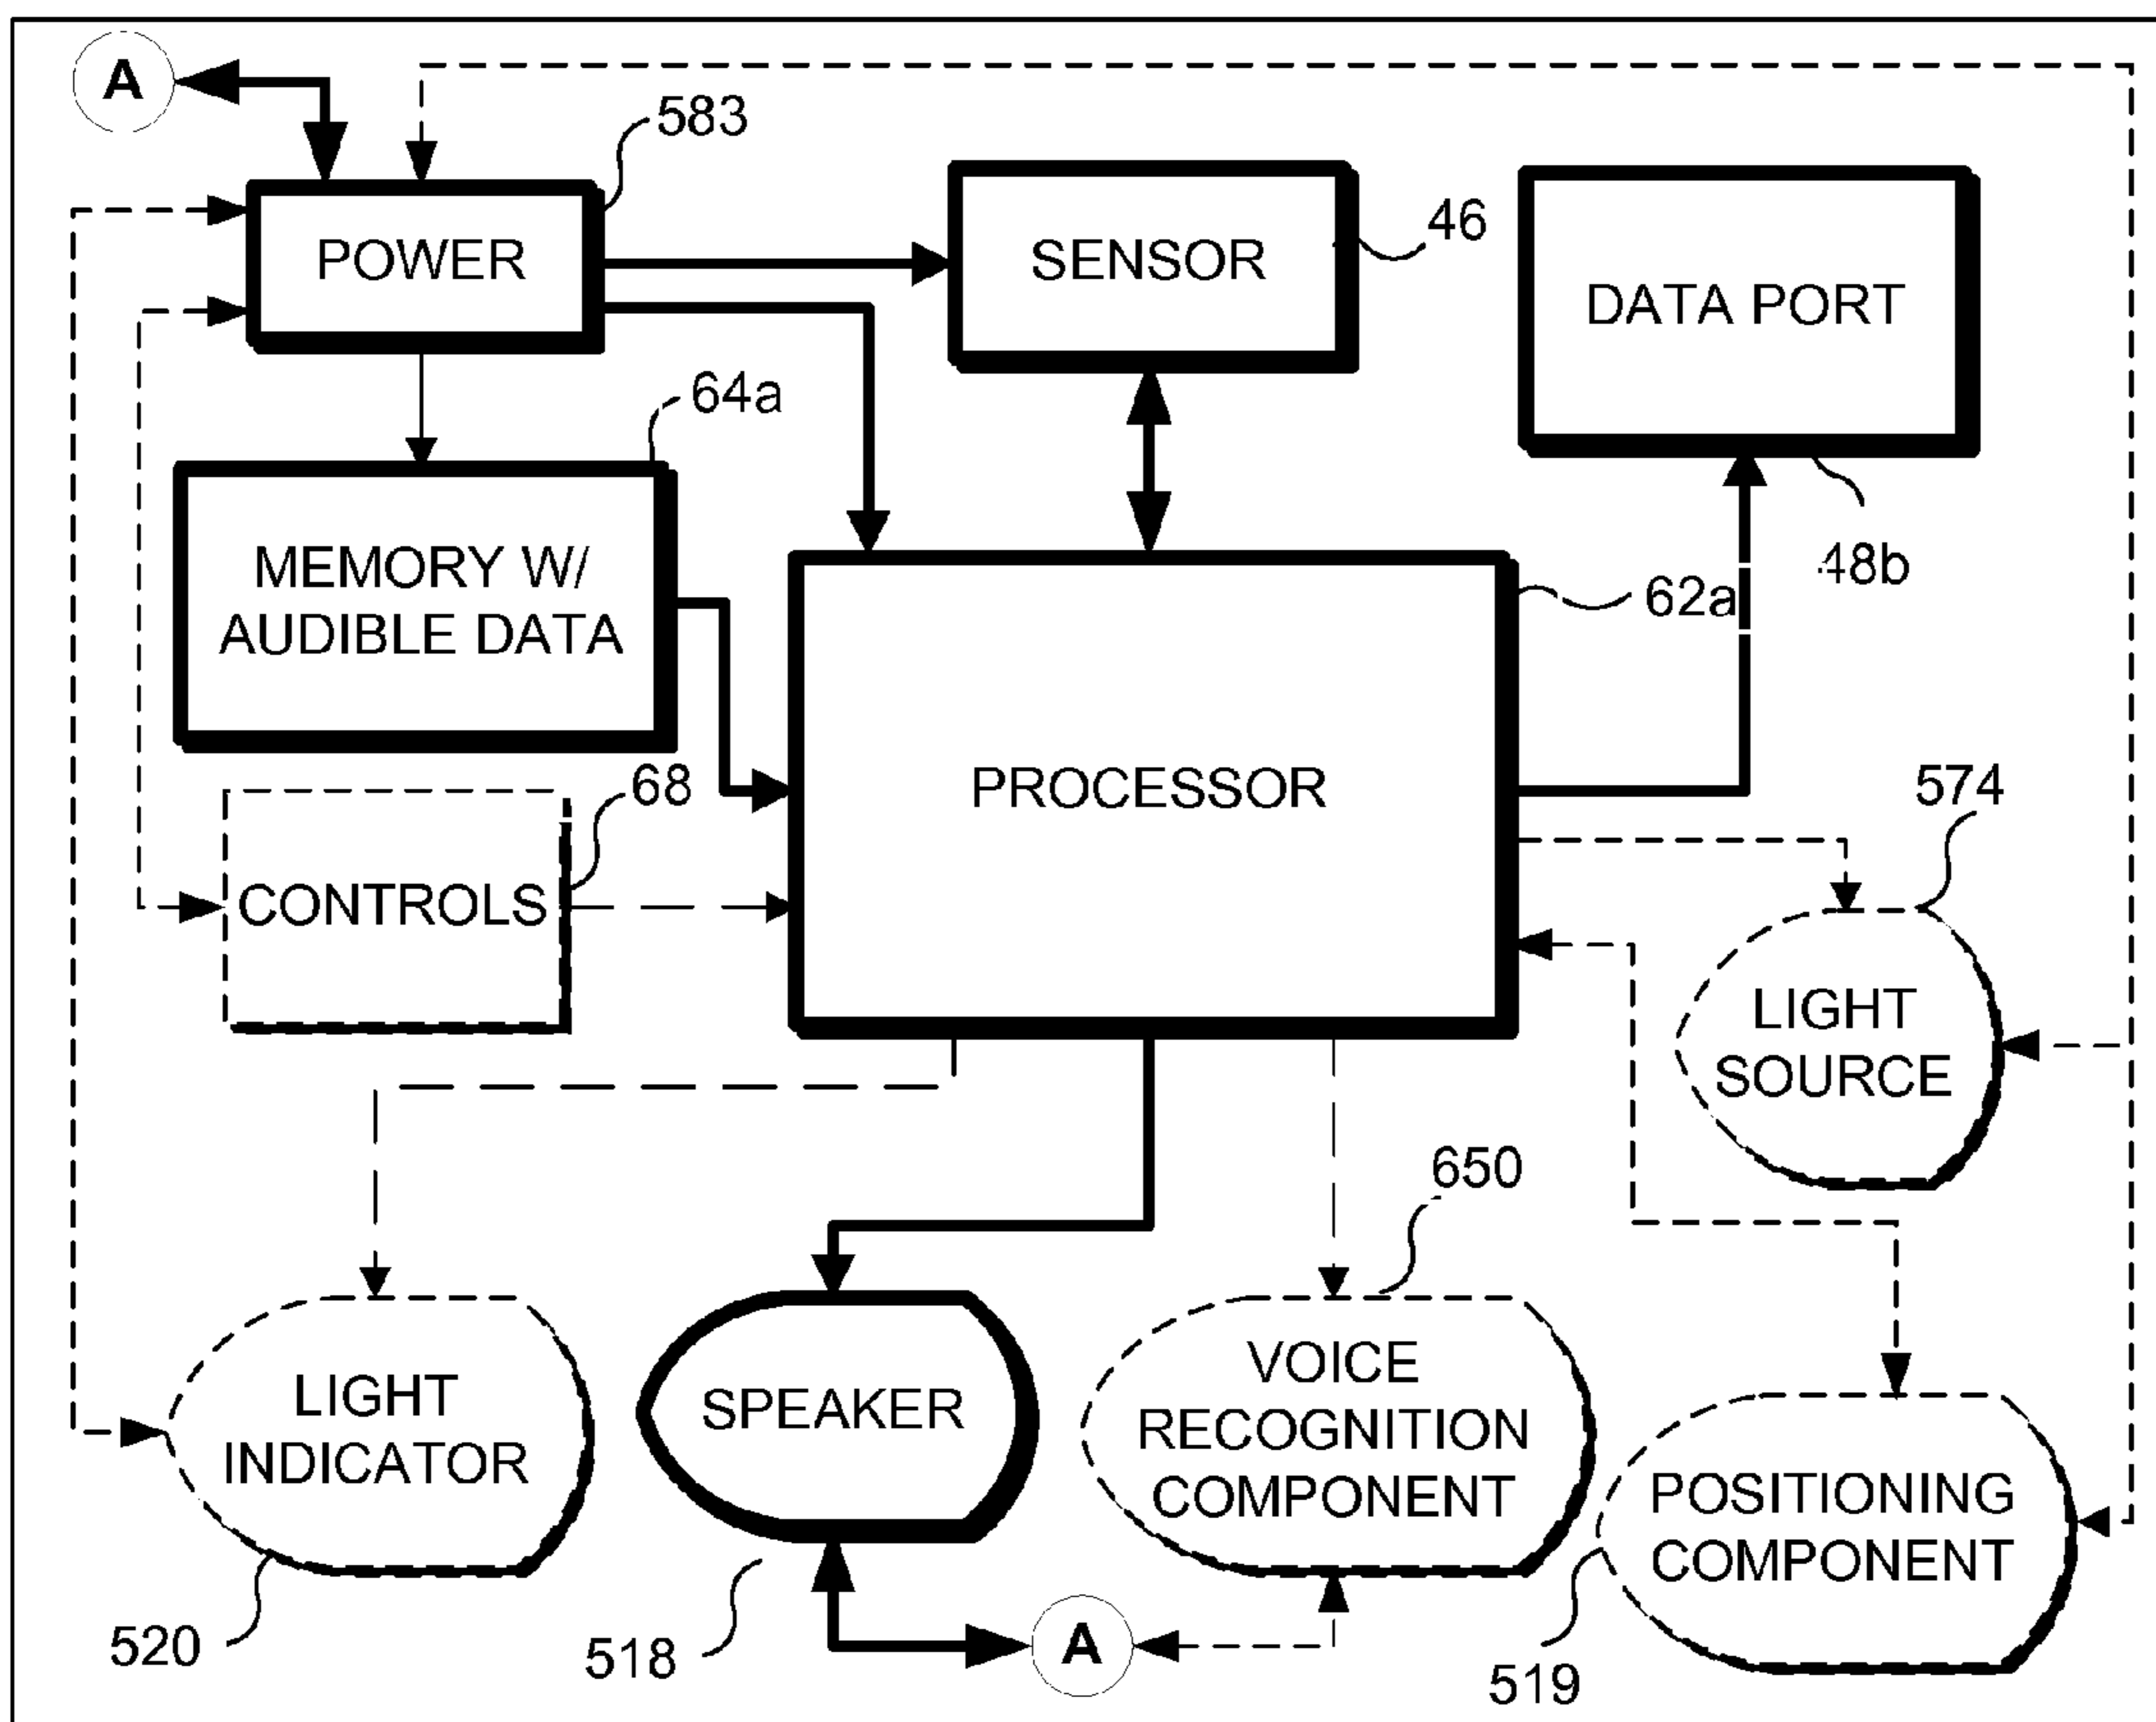 A
583
POWER
SENSOR
46
DATA PORT
64a
48b
MEMORY W/
AUDIBLE DATA
62a
PROCESSOR
68
574
CONTROLS
LIGHT
SOURCE
650
LIGHT
INDICATOR
SPEAKER
VOICE
RECOGNITION
COMPONENT
POSITIONING
COMPONENT
520
518
A
519